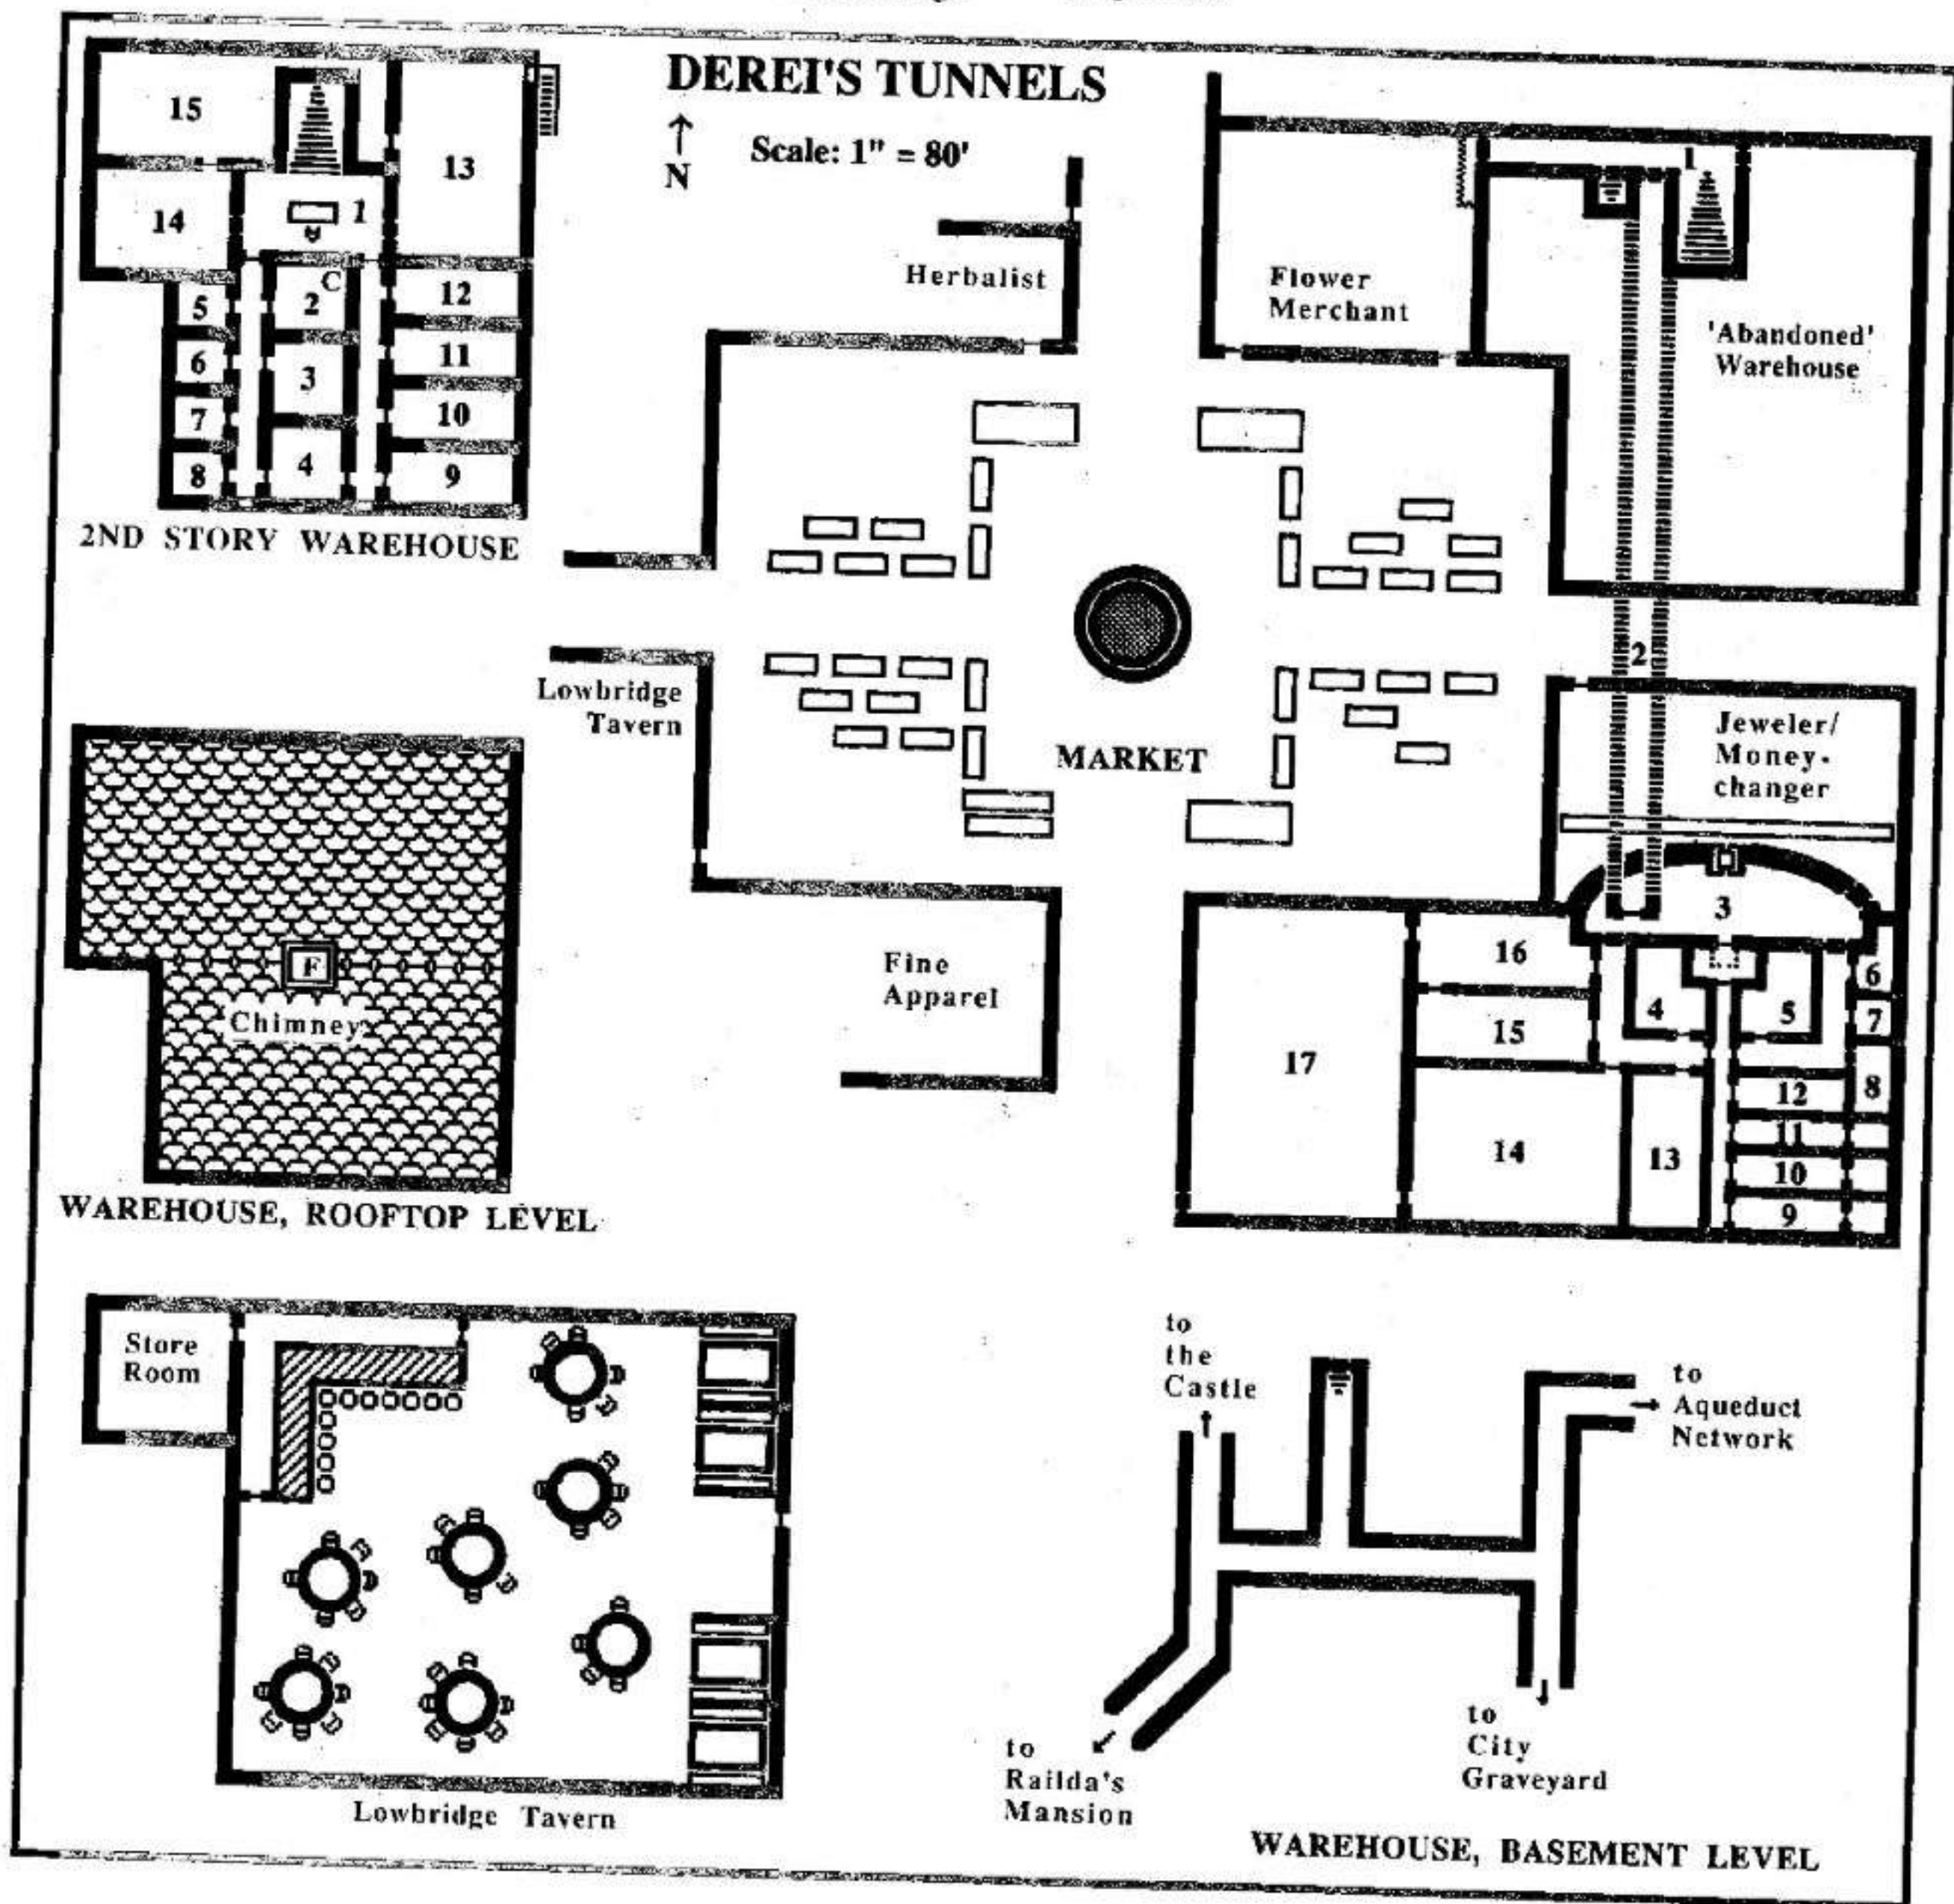 DEREI'S TUNNELS
N
Scale: 1" = 80'
15
13
14
1
C
2
12
5
11
6
3
10
7
4
9
8
2ND STORY WAREHOUSE
Herbalist
Flower
Merchant
1
'Abandoned'
Warehouse
2
Lowbridge
Tavern
MARKET
Jeweler/
Money-
changer
F
Chimney
WAREHOUSE, ROOFTOP LEVEL
Fine
Apparel
3
16
6
4
5
7
15
17
8
12
11
14
13
10
9
Store
Room
Lowbridge Tavern
to
the
Castle
to
Aqueduct
Network
to
Railda's
Mansion
to
City
Graveyard
WAREHOUSE, BASEMENT LEVEL